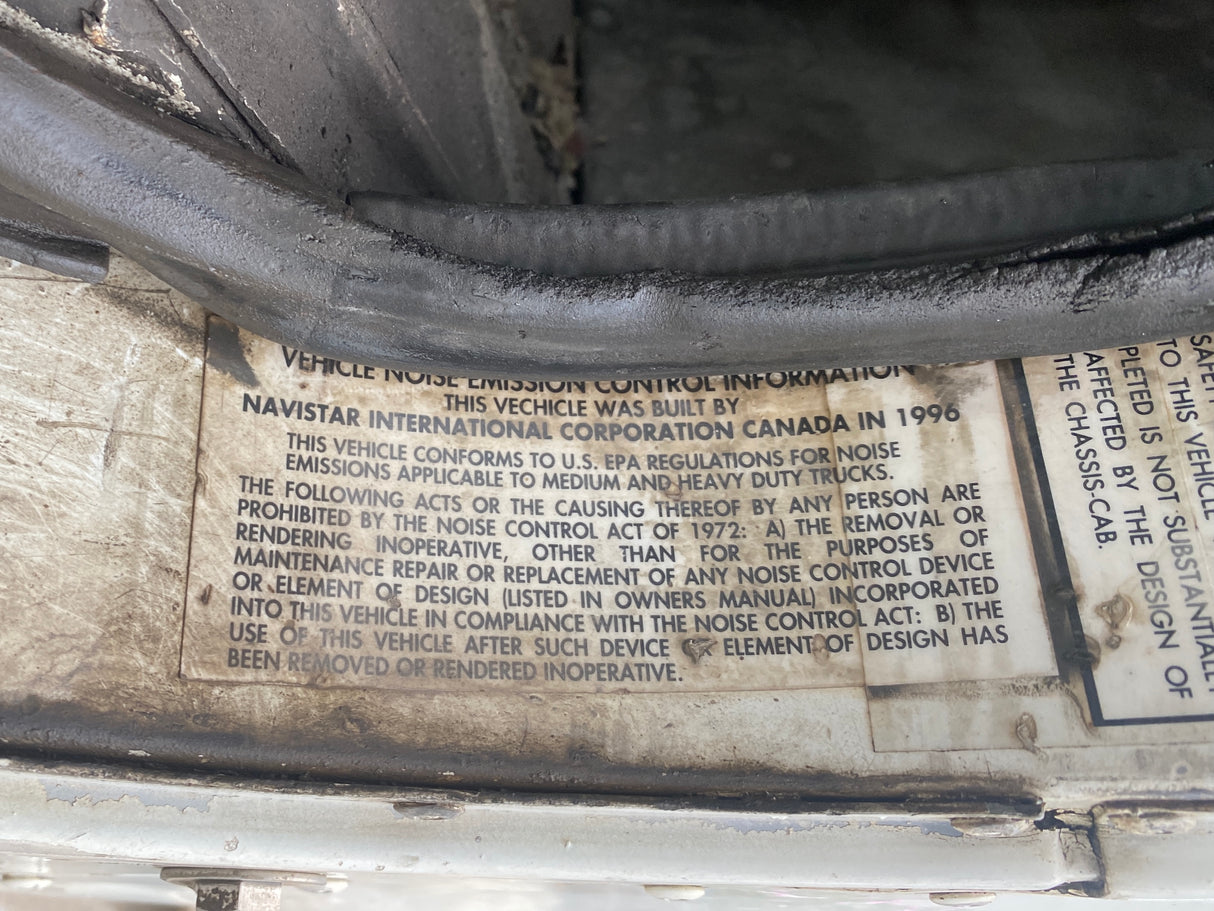 VEHICLE NOISE EMISSION CONTROL INFORMATION
THIS VECHICLE WAS BUILT BY
NAVISTAR INTERNATIONAL CORPORATION CANADA IN 1996
THIS VEHICLE CONFORMS TO U.S. EPA REGULATIONS FOR NOISE
EMISSIONS APPLICABLE TO MEDIUM AND HEAVY DUTY TRUCKS.
THE FOLLOWING ACTS OR THE CAUSING THEREOF BY ANY PERSON ARE
PROHIBITED BY THE NOISE CONTROL ACT OF 1972: A) THE REMOVAL OR
RENDERING INOPERATIVE, OTHER THAN FOR THE PURPOSES OF
MAINTENANCE REPAIR OR REPLACEMENT OF ANY NOISE CONTROL DEVICE
OR ELEMENT OF DESIGN (LISTED IN OWNERS MANUAL) INCORPORATED
INTO THIS VEHICLE IN COMPLIANCE WITH THE NOISE CONTROL ACT: B) THE
USE OF THIS VEHICLE AFTER SUCH DEVICE OR ELEMENT OF DESIGN HAS
BEEN REMOVED OR RENDERED INOPERATIVE.
SAFETY
TO THIS VEHICLE
PLETED IS NOT SUBSTANTIALLY
AFFECTED BY THE DESIGN OF
THE CHASSIS-CAB.